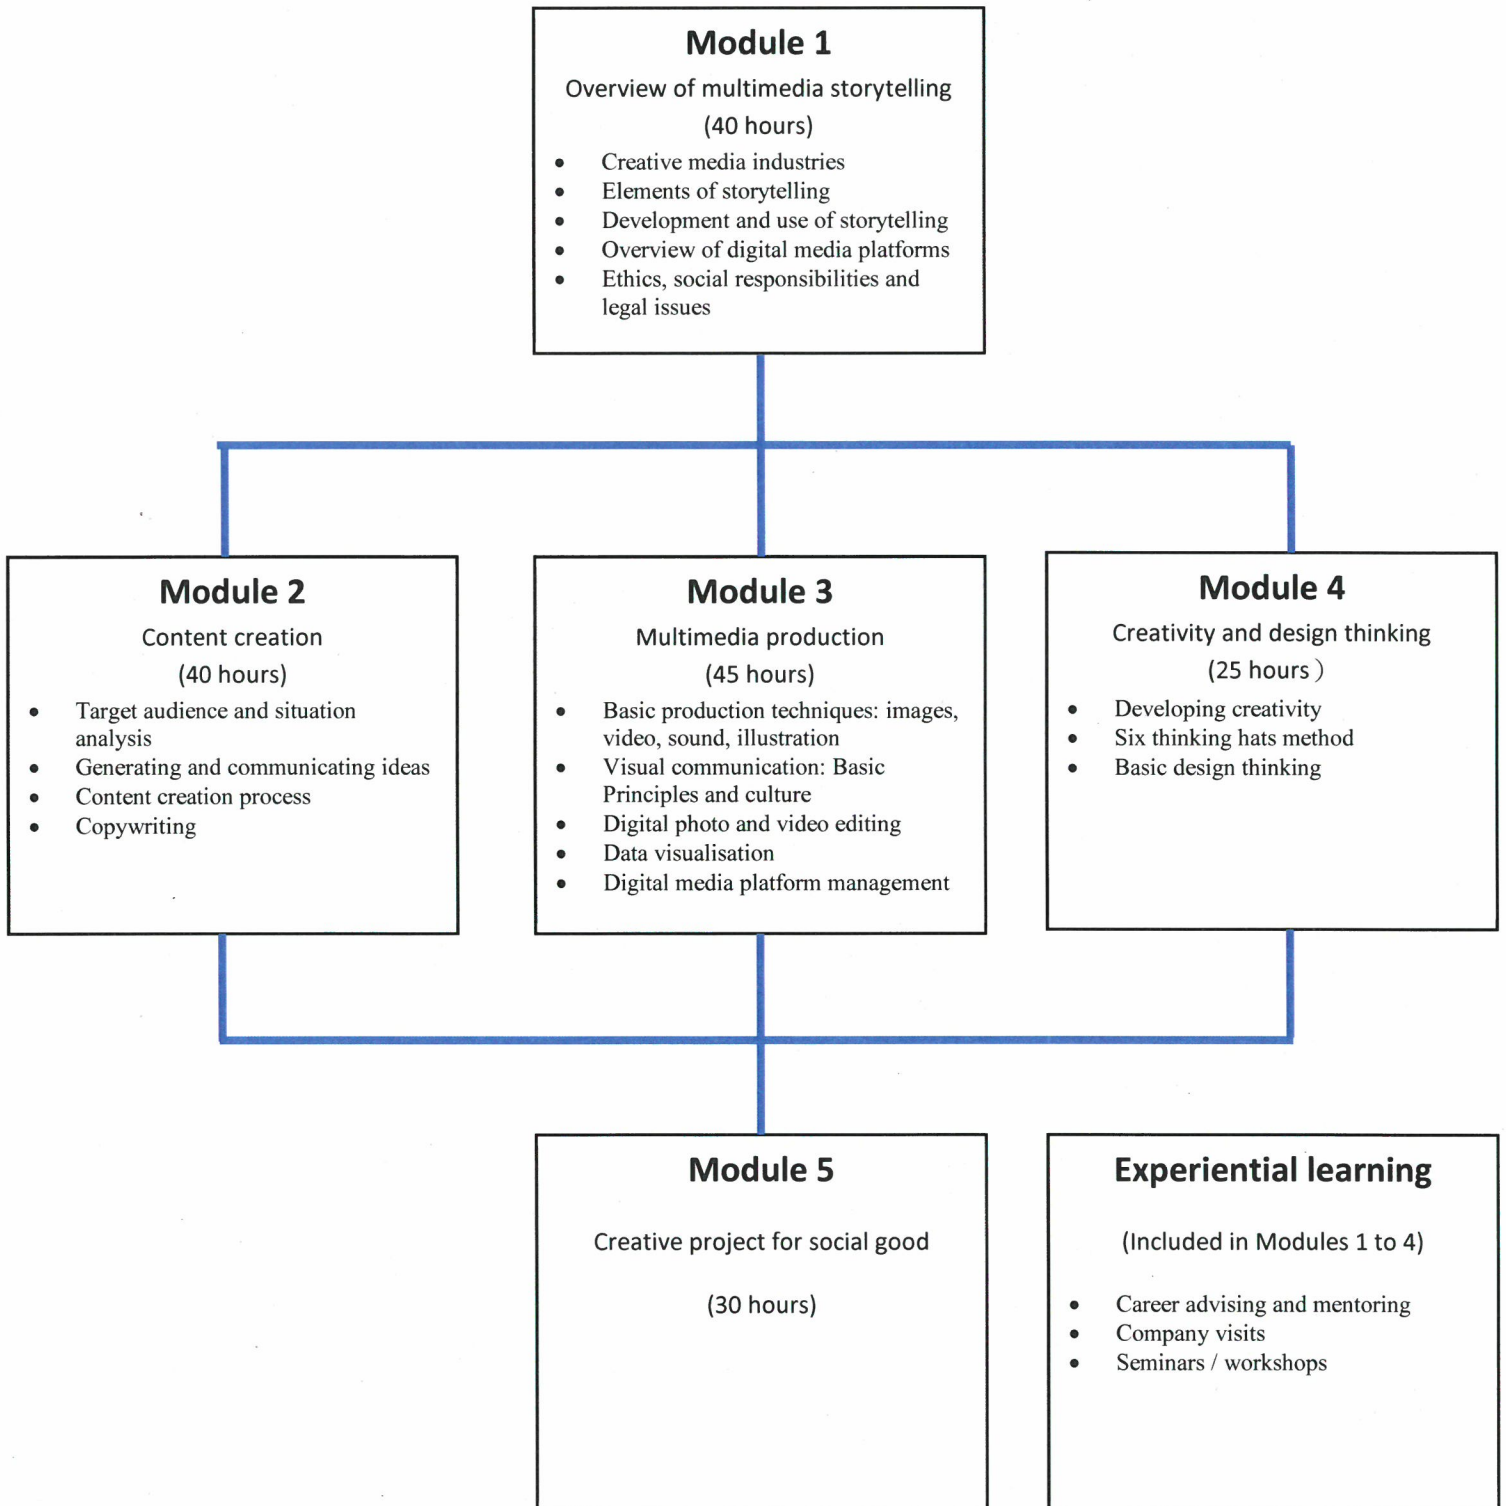 Module 1
Overview of multimedia storytelling
(40 hours)
• Creative media industries
• Elements of storytelling
• Development and use of storytelling
• Overview of digital media platforms
• Ethics, social responsibilities and
legal issues
Module 2
Content creation
(40 hours)
• Target audience and situation
analysis
• Generating and communicating ideas
• Content creation process
• Copywriting
Module 3
Multimedia production
(45 hours)
• Basic production techniques: images,
video, sound, illustration
• Visual communication: Basic
Principles and culture
• Digital photo and video editing
• Data visualisation
• Digital media platform management
Module 4
Creativity and design thinking
(25 hours）
• Developing creativity
• Six thinking hats method
• Basic design thinking
Module 5
Creative project for social good
(30 hours)
Experiential learning
(Included in Modules 1 to 4)
• Career advising and mentoring
• Company visits
• Seminars / workshops